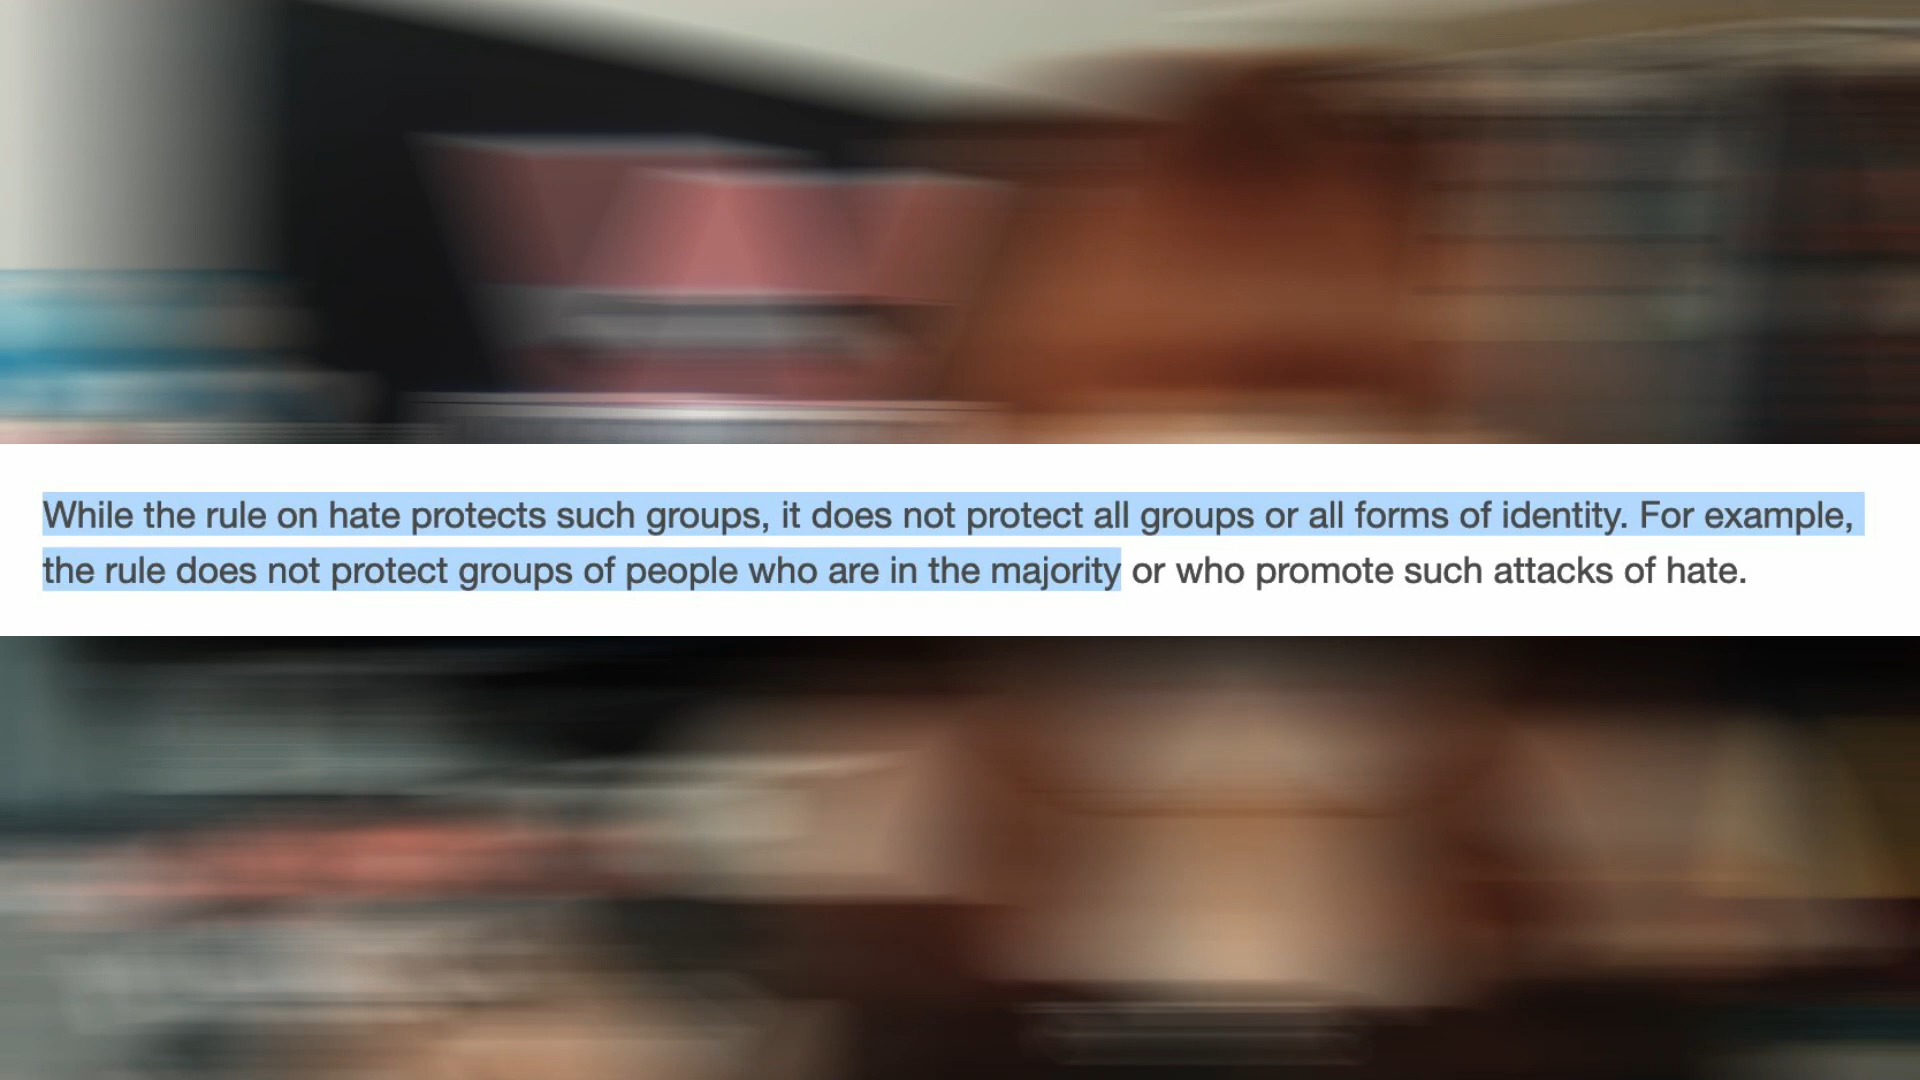 While the rule on hate protects such groups, it does not protect all groups or all forms of identity. For example,
the rule does not protect groups of people who are in the majority or who promote such attacks of hate.